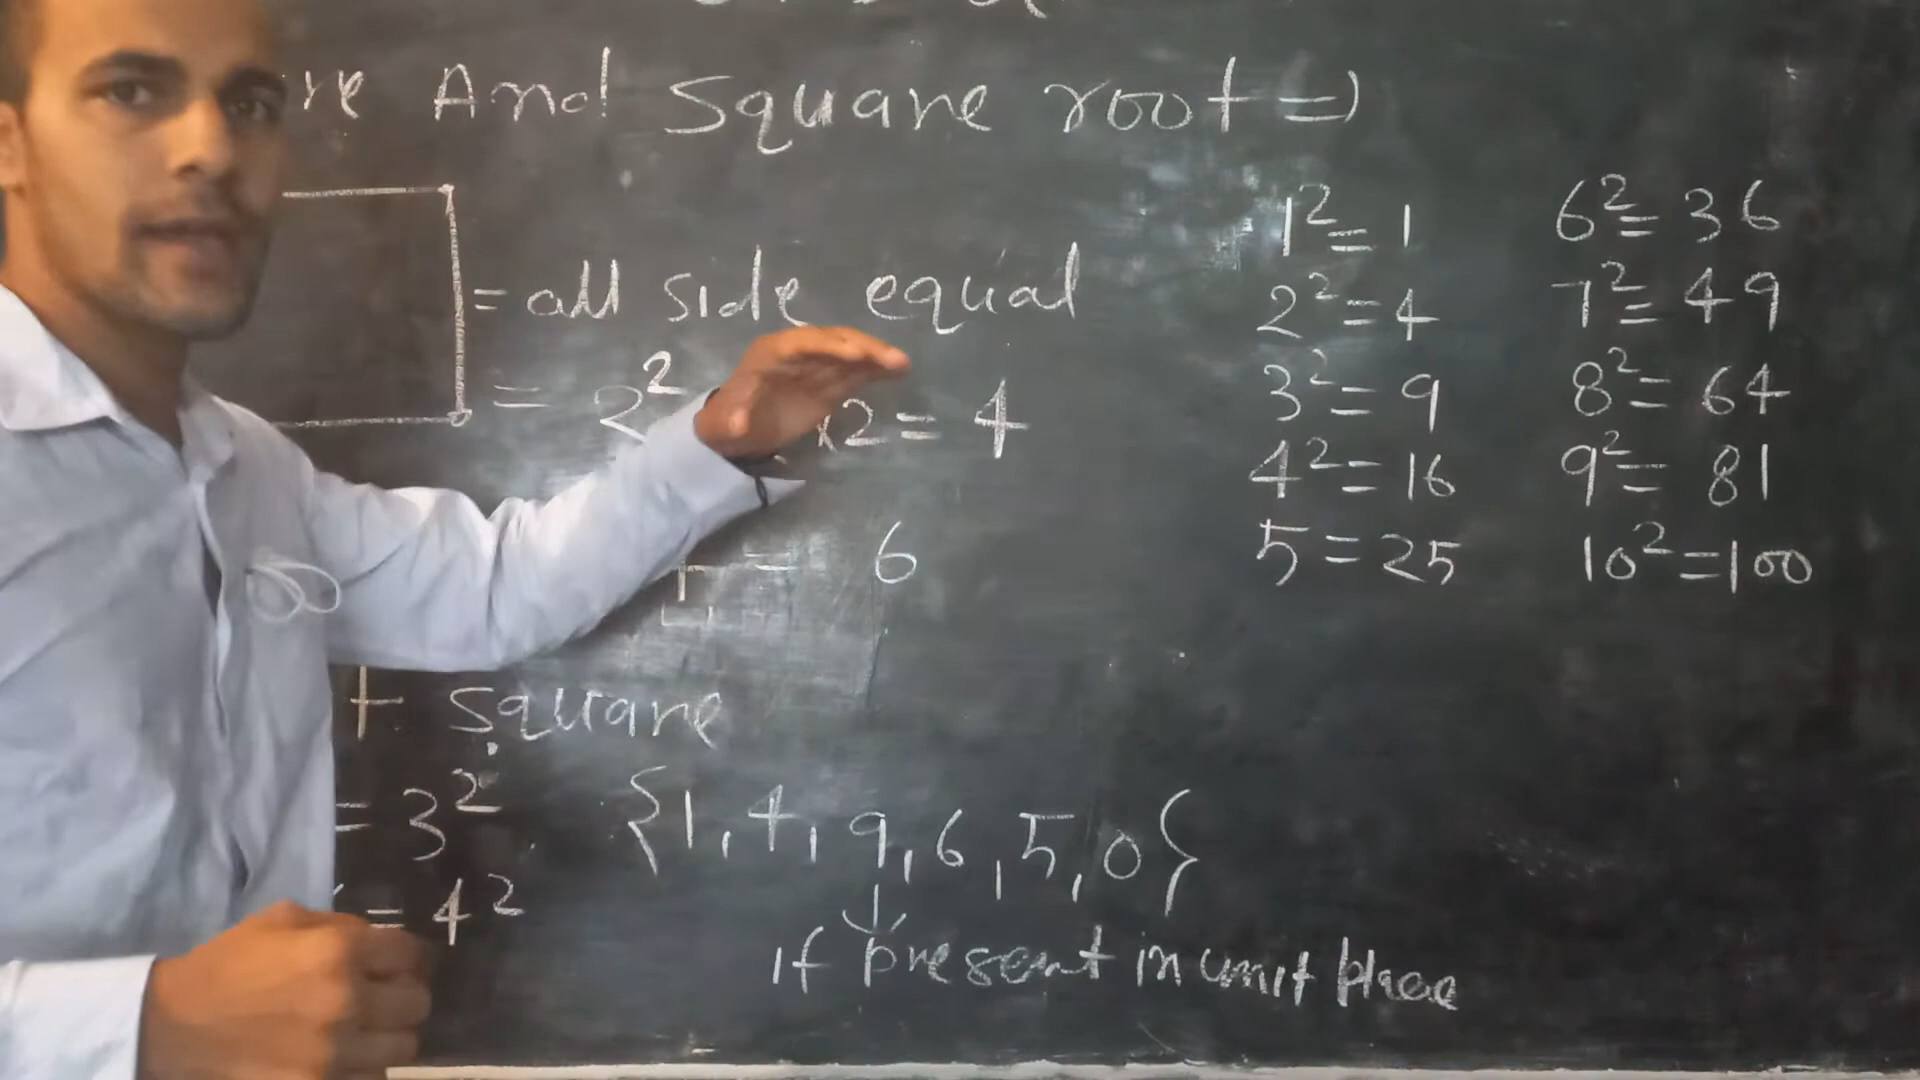 re And Square root =)
= all side equal
= 2² x2 = 4
= 6
t square
= 3²
= 4²
{1, 4, 9, 6, 5, 0}
if present in unit place
1² = 1
2² = 4
3² = 9
4² = 16
5 = 25
6² = 36
7² = 49
8² = 64
9² = 81
10² = 100